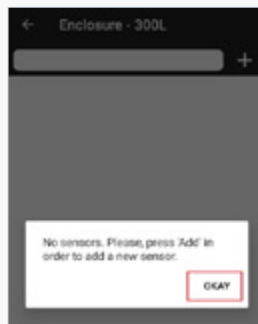 Enclosure - 300L
No sensors. Please, press 'Add' in
order to add a new sensor.
OKAY